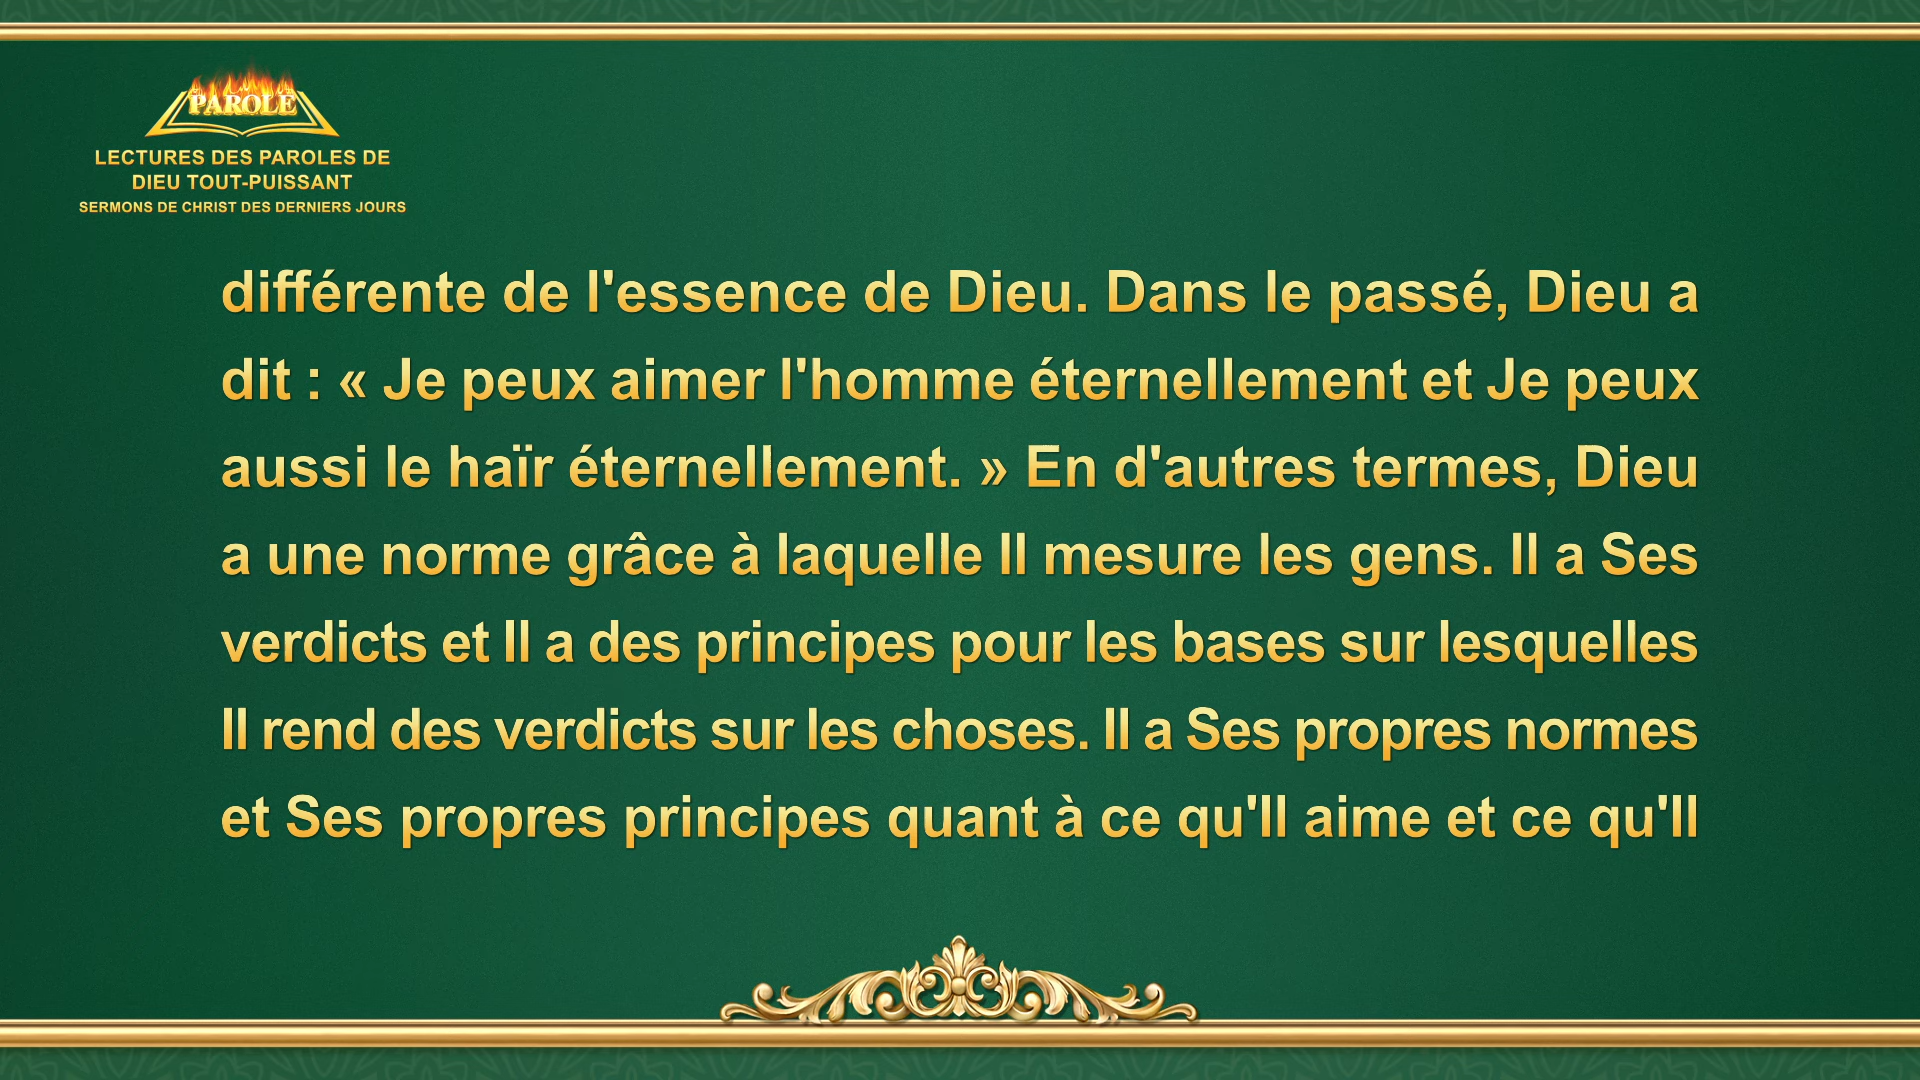 PAROLE
LECTURES DES PAROLES DE
DIEU TOUT-PUISSANT
SERMONS DE CHRIST DES DERNIERS JOURS
différente de l'essence de Dieu. Dans le passé, Dieu a
dit : « Je peux aimer l'homme éternellement et Je peux
aussi le haïr éternellement. » En d'autres termes, Dieu
a une norme grâce à laquelle Il mesure les gens. Il a Ses
verdicts et Il a des principes pour les bases sur lesquelles
Il rend des verdicts sur les choses. Il a Ses propres normes
et Ses propres principes quant à ce qu'Il aime et ce qu'Il